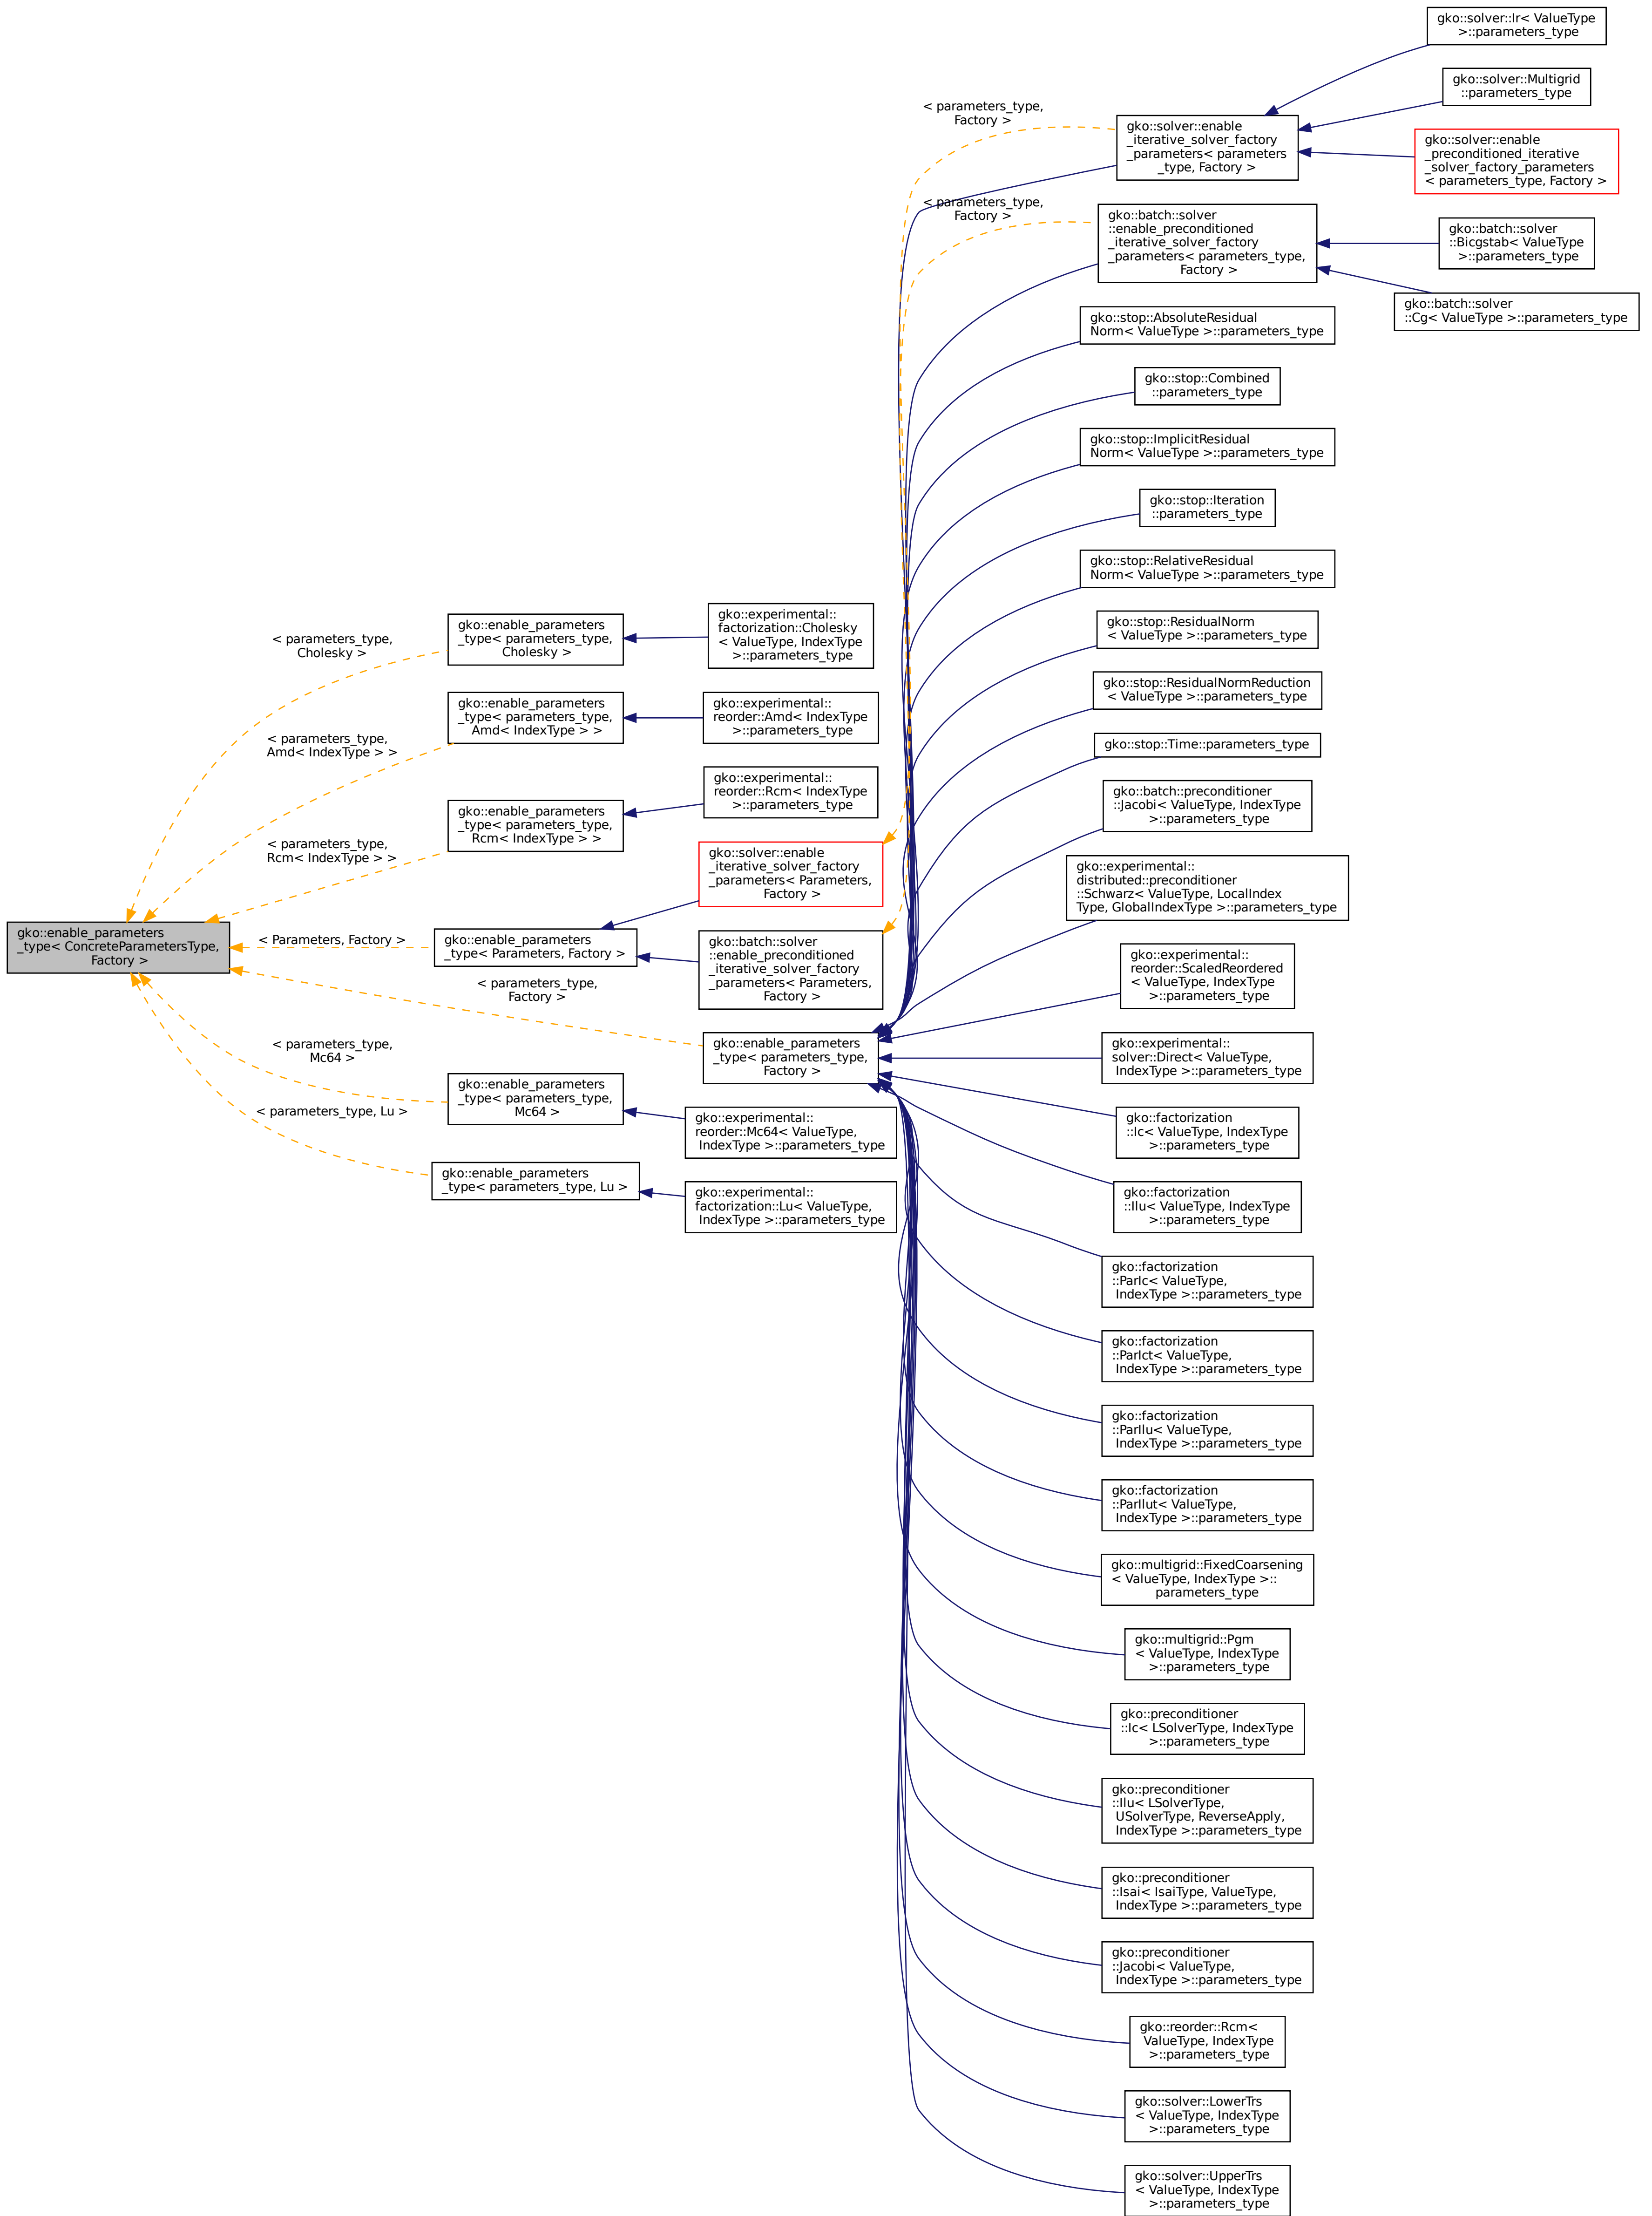 gko::enable_parameters
_type< ConcreteParametersType,
Factory >
< parameters_type,
Cholesky >
< parameters_type,
Amd< IndexType > >
< parameters_type,
Rcm< IndexType > >
< Parameters, Factory >
< parameters_type,
Factory >
< parameters_type,
Mc64 >
< parameters_type, Lu >
gko::enable_parameters
_type< parameters_type,
Cholesky >
gko::enable_parameters
_type< parameters_type,
Amd< IndexType > >
gko::enable_parameters
_type< parameters_type,
Rcm< IndexType > >
gko::enable_parameters
_type< Parameters, Factory >
gko::enable_parameters
_type< parameters_type,
Mc64 >
gko::enable_parameters
_type< parameters_type, Lu >
gko::experimental::
factorization::Cholesky
< ValueType, IndexType
>::parameters_type
gko::experimental::
reorder::Amd< IndexType
>::parameters_type
gko::experimental::
reorder::Rcm< IndexType
>::parameters_type
gko::solver::enable
_iterative_solver_factory
_parameters< Parameters,
Factory >
gko::batch::solver
::enable_preconditioned
_iterative_solver_factory
_parameters< Parameters,
Factory >
gko::enable_parameters
_type< parameters_type,
Factory >
gko::experimental::
reorder::Mc64< ValueType,
IndexType >::parameters_type
gko::experimental::
factorization::Lu< ValueType,
IndexType >::parameters_type
< parameters_type,
Factory >
< parameters_type,
Factory >
gko::solver::enable
_iterative_solver_factory
_parameters< parameters
_type, Factory >
gko::batch::solver
::enable_preconditioned
_iterative_solver_factory
_parameters< parameters_type,
Factory >
gko::stop::AbsoluteResidual
Norm< ValueType >::parameters_type
gko::stop::Combined
::parameters_type
gko::stop::ImplicitResidual
Norm< ValueType >::parameters_type
gko::stop::Iteration
::parameters_type
gko::stop::RelativeResidual
Norm< ValueType >::parameters_type
gko::stop::ResidualNorm
< ValueType >::parameters_type
gko::stop::ResidualNormReduction
< ValueType >::parameters_type
gko::stop::Time::parameters_type
gko::batch::preconditioner
::Jacobi< ValueType, IndexType
>::parameters_type
gko::experimental::
distributed::preconditioner
::Schwarz< ValueType, LocalIndex
Type, GlobalIndexType >::parameters_type
gko::experimental::
reorder::ScaledReordered
< ValueType, IndexType
>::parameters_type
gko::experimental::
solver::Direct< ValueType,
IndexType >::parameters_type
gko::factorization
::Ic< ValueType, IndexType
>::parameters_type
gko::factorization
::Ilu< ValueType, IndexType
>::parameters_type
gko::factorization
::ParIc< ValueType,
IndexType >::parameters_type
gko::factorization
::ParIct< ValueType,
IndexType >::parameters_type
gko::factorization
::ParIlu< ValueType,
IndexType >::parameters_type
gko::factorization
::ParIlut< ValueType,
IndexType >::parameters_type
gko::multigrid::FixedCoarsening
< ValueType, IndexType >::
parameters_type
gko::multigrid::Pgm
< ValueType, IndexType
>::parameters_type
gko::preconditioner
::Ic< LSolverType, IndexType
>::parameters_type
gko::preconditioner
::Ilu< LSolverType,
USolverType, ReverseApply,
IndexType >::parameters_type
gko::preconditioner
::Isai< IsaiType, ValueType,
IndexType >::parameters_type
gko::preconditioner
::Jacobi< ValueType,
IndexType >::parameters_type
gko::reorder::Rcm<
ValueType, IndexType
>::parameters_type
gko::solver::LowerTrs
< ValueType, IndexType
>::parameters_type
gko::solver::UpperTrs
< ValueType, IndexType
>::parameters_type
gko::solver::Ir< ValueType
>::parameters_type
gko::solver::Multigrid
::parameters_type
gko::solver::enable
_preconditioned_iterative
_solver_factory_parameters
< parameters_type, Factory >
gko::batch::solver
::Bicgstab< ValueType
>::parameters_type
gko::batch::solver
::Cg< ValueType >::parameters_type